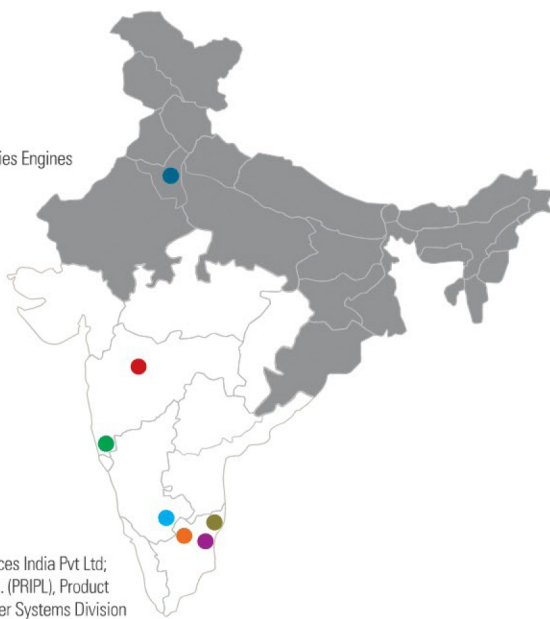 ies Engines
ces India Pvt Ltd;
. (PRIPL), Product
er Systems Division